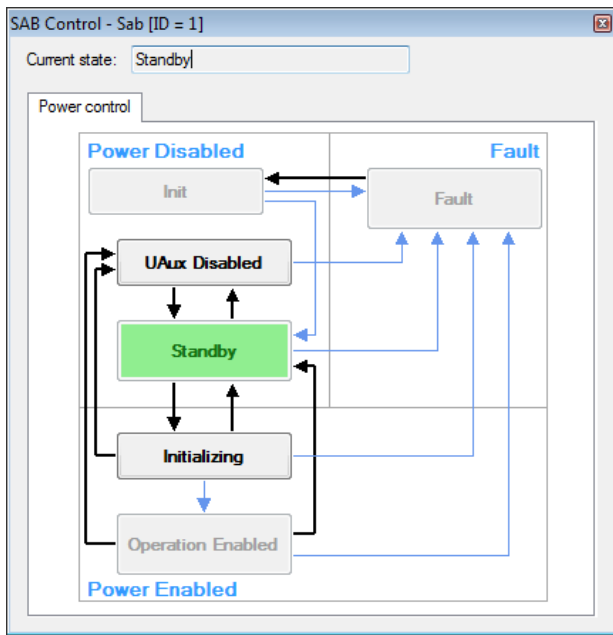 SAB Control - Sab [ID = 1]
Current state: Standby
Power control
Power Disabled
Fault
Init
Fault
UAux Disabled
Standby
Initializing
Operation Enabled
Power Enabled